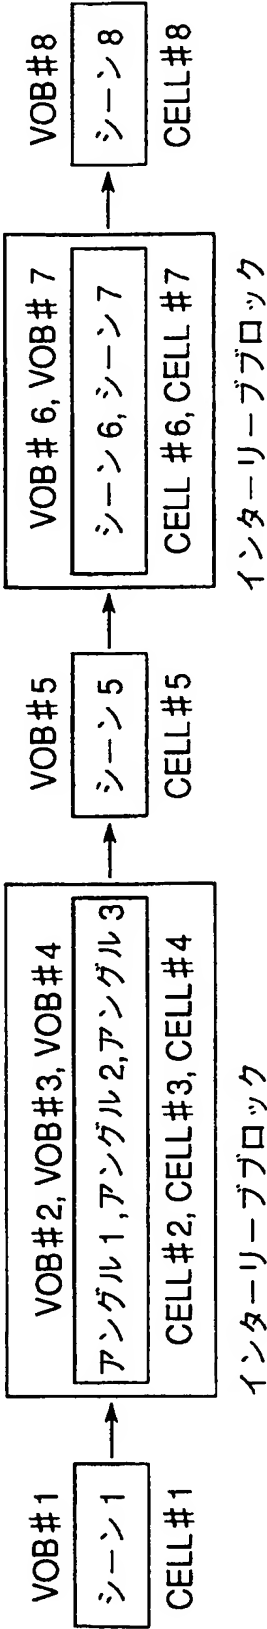 VOB#1
シーン1
CELL#1
VOB#2, VOB#3, VOB#4
アングル1,アングル2,アングル3
CELL#2, CELL#3, CELL#4
インターリーブブロック
VOB#5
シーン5
CELL#5
VOB# 6, VOB# 7
シーン6,シーン7
CELL #6, CELL #7
インターリーブブロック
VOB#8
シーン8
CELL#8